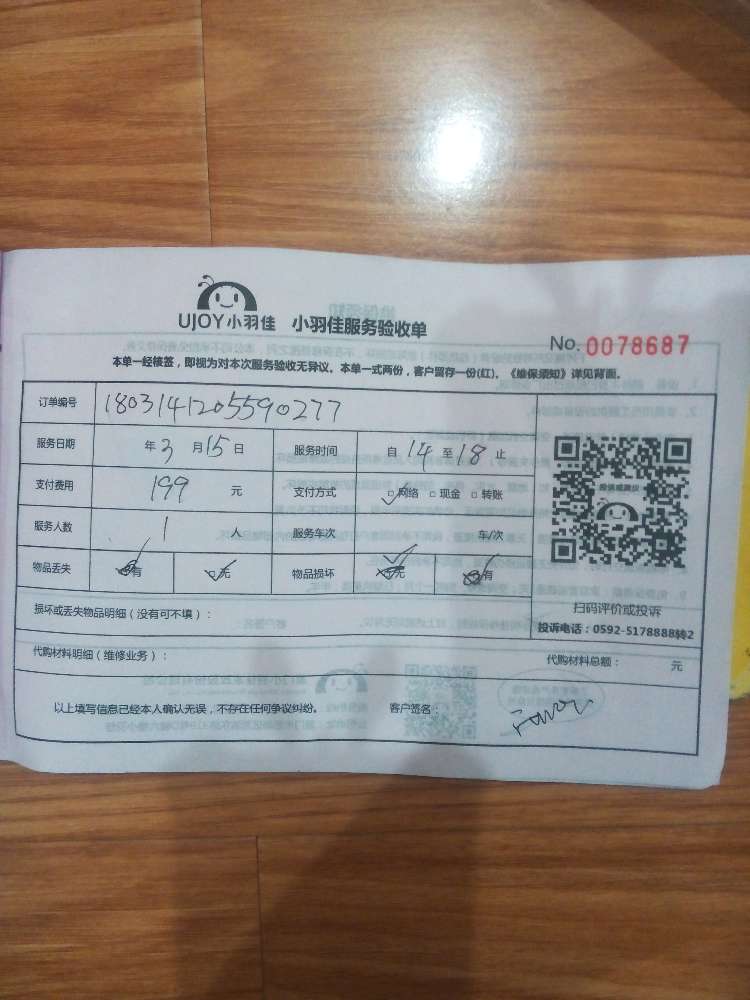 UJOY小羽佳 小羽佳服务验收单
No. 0078687
本单一经核签，即视为对本次服务验收无异议。本单一式两份，客户留存一份(红)。《维保须知》详见背面。
订单编号 1803141205590277
服务日期 年3月15日 服务时间 自14至18止
支付费用 199 元 支付方式 □网络 □现金 □转账
服务人数 1 人 服务车次 车/次
物品丢失 有 无 物品损坏 无 有
扫码评价或投诉
损坏或丢失物品明细（没有可不填）：
投诉电话：0592-5178888转2
代购材料明细（维修业务）： 代购材料总额： 元
以上填写信息已经本人确认无误，不存在任何争议纠纷。 客户签名：